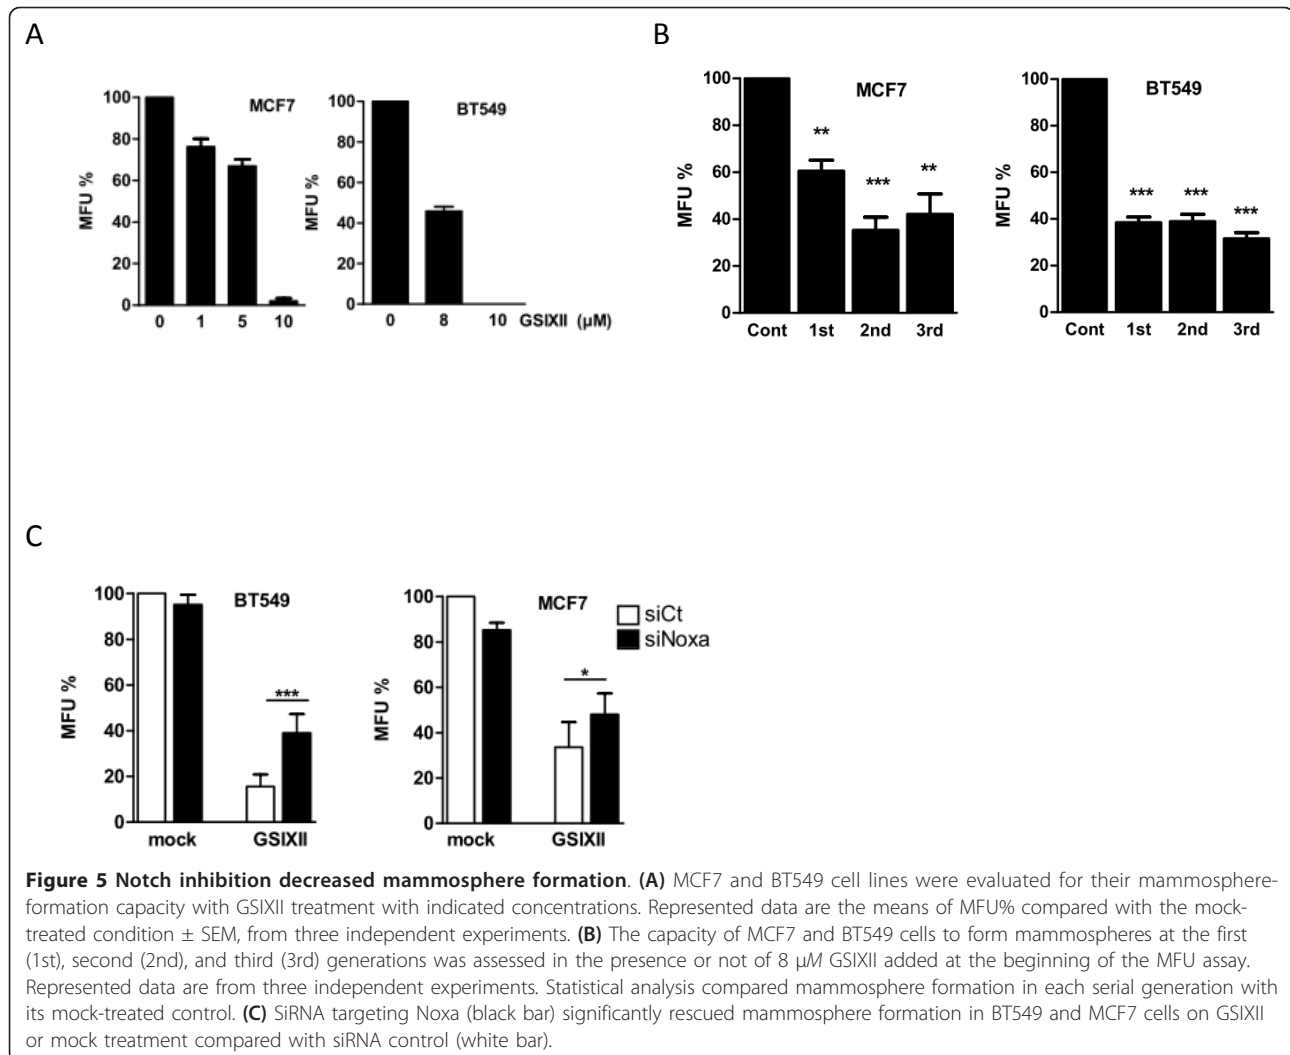 A
B
MCF7
BT549
MFU %
100
80
60
40
20
0
0 1 5 10
MFU %
100
80
60
40
20
0
0 8 10 GSIXII (µM)
MCF7
MFU %
100
80
60
40
20
0
** *** **
Cont 1st 2nd 3rd
BT549
MFU %
100
80
60
40
20
0
*** *** ***
Cont 1st 2nd 3rd
C
BT549
MFU %
100
80
60
40
20
0
***
mock GSIXII
MCF7
MFU %
100
80
60
40
20
0
*
mock GSIXII
siCt
siNoxa
Figure 5 Notch inhibition decreased mammosphere formation. (A) MCF7 and BT549 cell lines were evaluated for their mammosphere-
formation capacity with GSIXII treatment with indicated concentrations. Represented data are the means of MFU% compared with the mock-
treated condition ± SEM, from three independent experiments. (B) The capacity of MCF7 and BT549 cells to form mammospheres at the first
(1st), second (2nd), and third (3rd) generations was assessed in the presence or not of 8 µM GSIXII added at the beginning of the MFU assay.
Represented data are from three independent experiments. Statistical analysis compared mammosphere formation in each serial generation with
its mock-treated control. (C) SiRNA targeting Noxa (black bar) significantly rescued mammosphere formation in BT549 and MCF7 cells on GSIXII
or mock treatment compared with siRNA control (white bar).